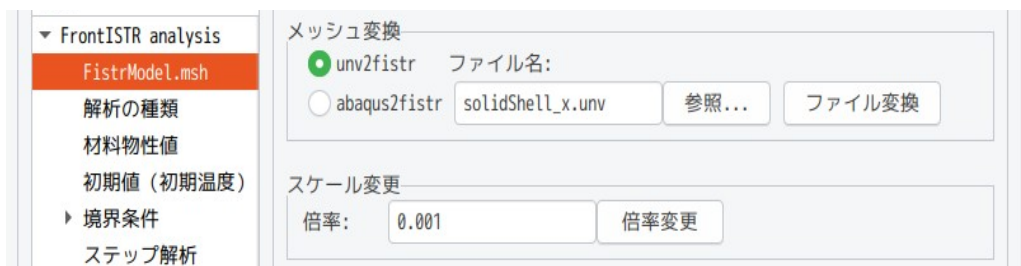 FrontISTR analysis
FistrModel.msh
解析の種類
材料物性値
初期値（初期温度）
境界条件
ステップ解析
メッシュ変換
unv2fistr ファイル名:
abaqus2fistr solidShell_x.unv 参照... ファイル変換
スケール変更
倍率: 0.001 倍率変更